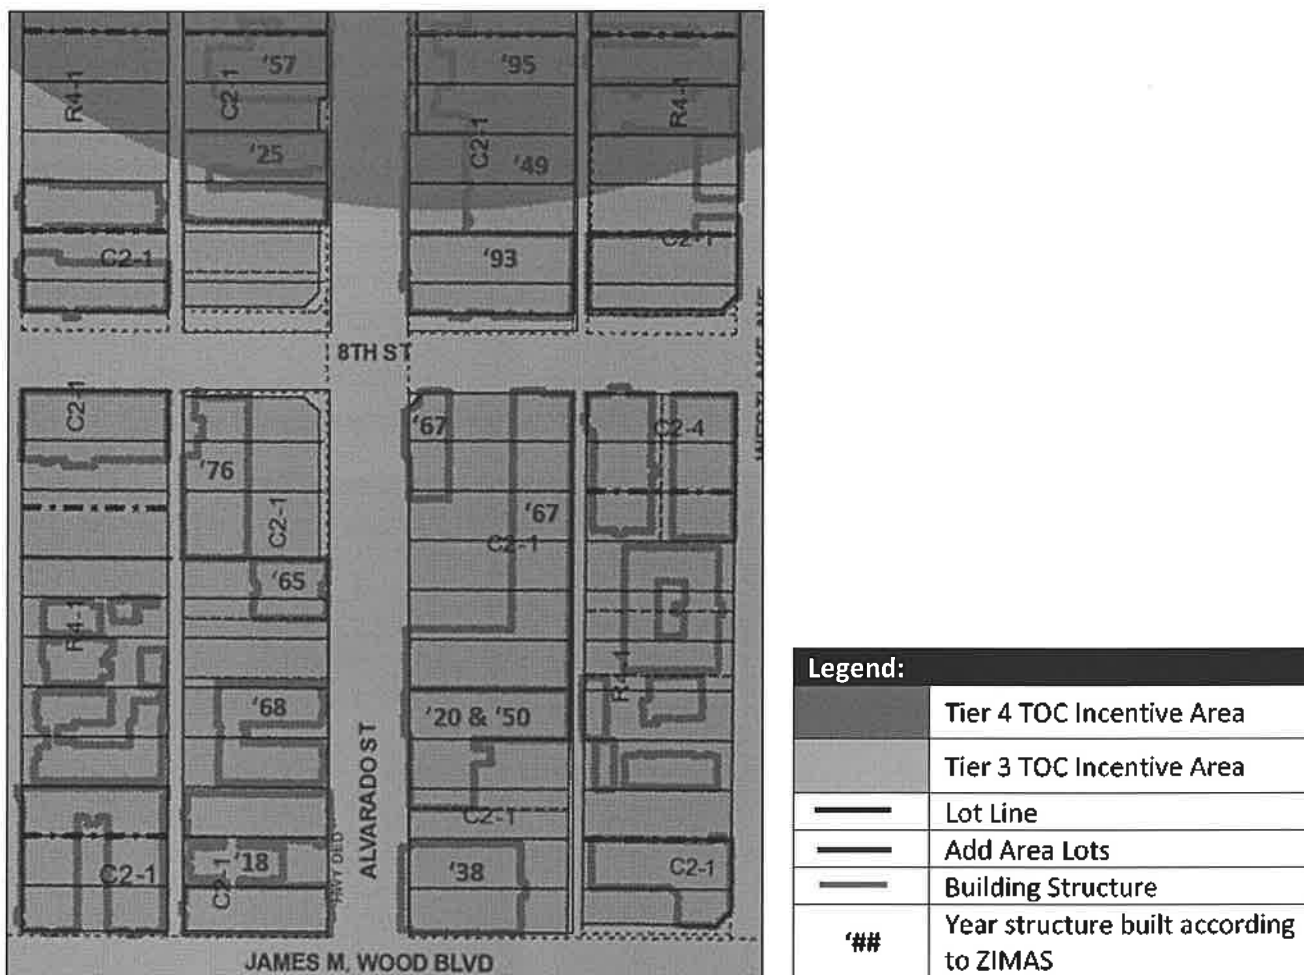 '57
'95
R4-1
C2-1
C2-1
R4-1
'25
'49
C2-1
C2-1
'93
WESTLAKE AVE
8TH ST
C2-1
'67
C2-4
'76
C2-1
'67
C2-1
'65
R4-1
R4-1
'68
'20 & '50
ALVARADO ST
C2-1
HWY DED
C2-1
C2-1
'18
'38
C2-1
JAMES M. WOOD BLVD
Legend:
Tier 4 TOC Incentive Area
Tier 3 TOC Incentive Area
Lot Line
Add Area Lots
Building Structure
'##
Year structure built according
to ZIMAS